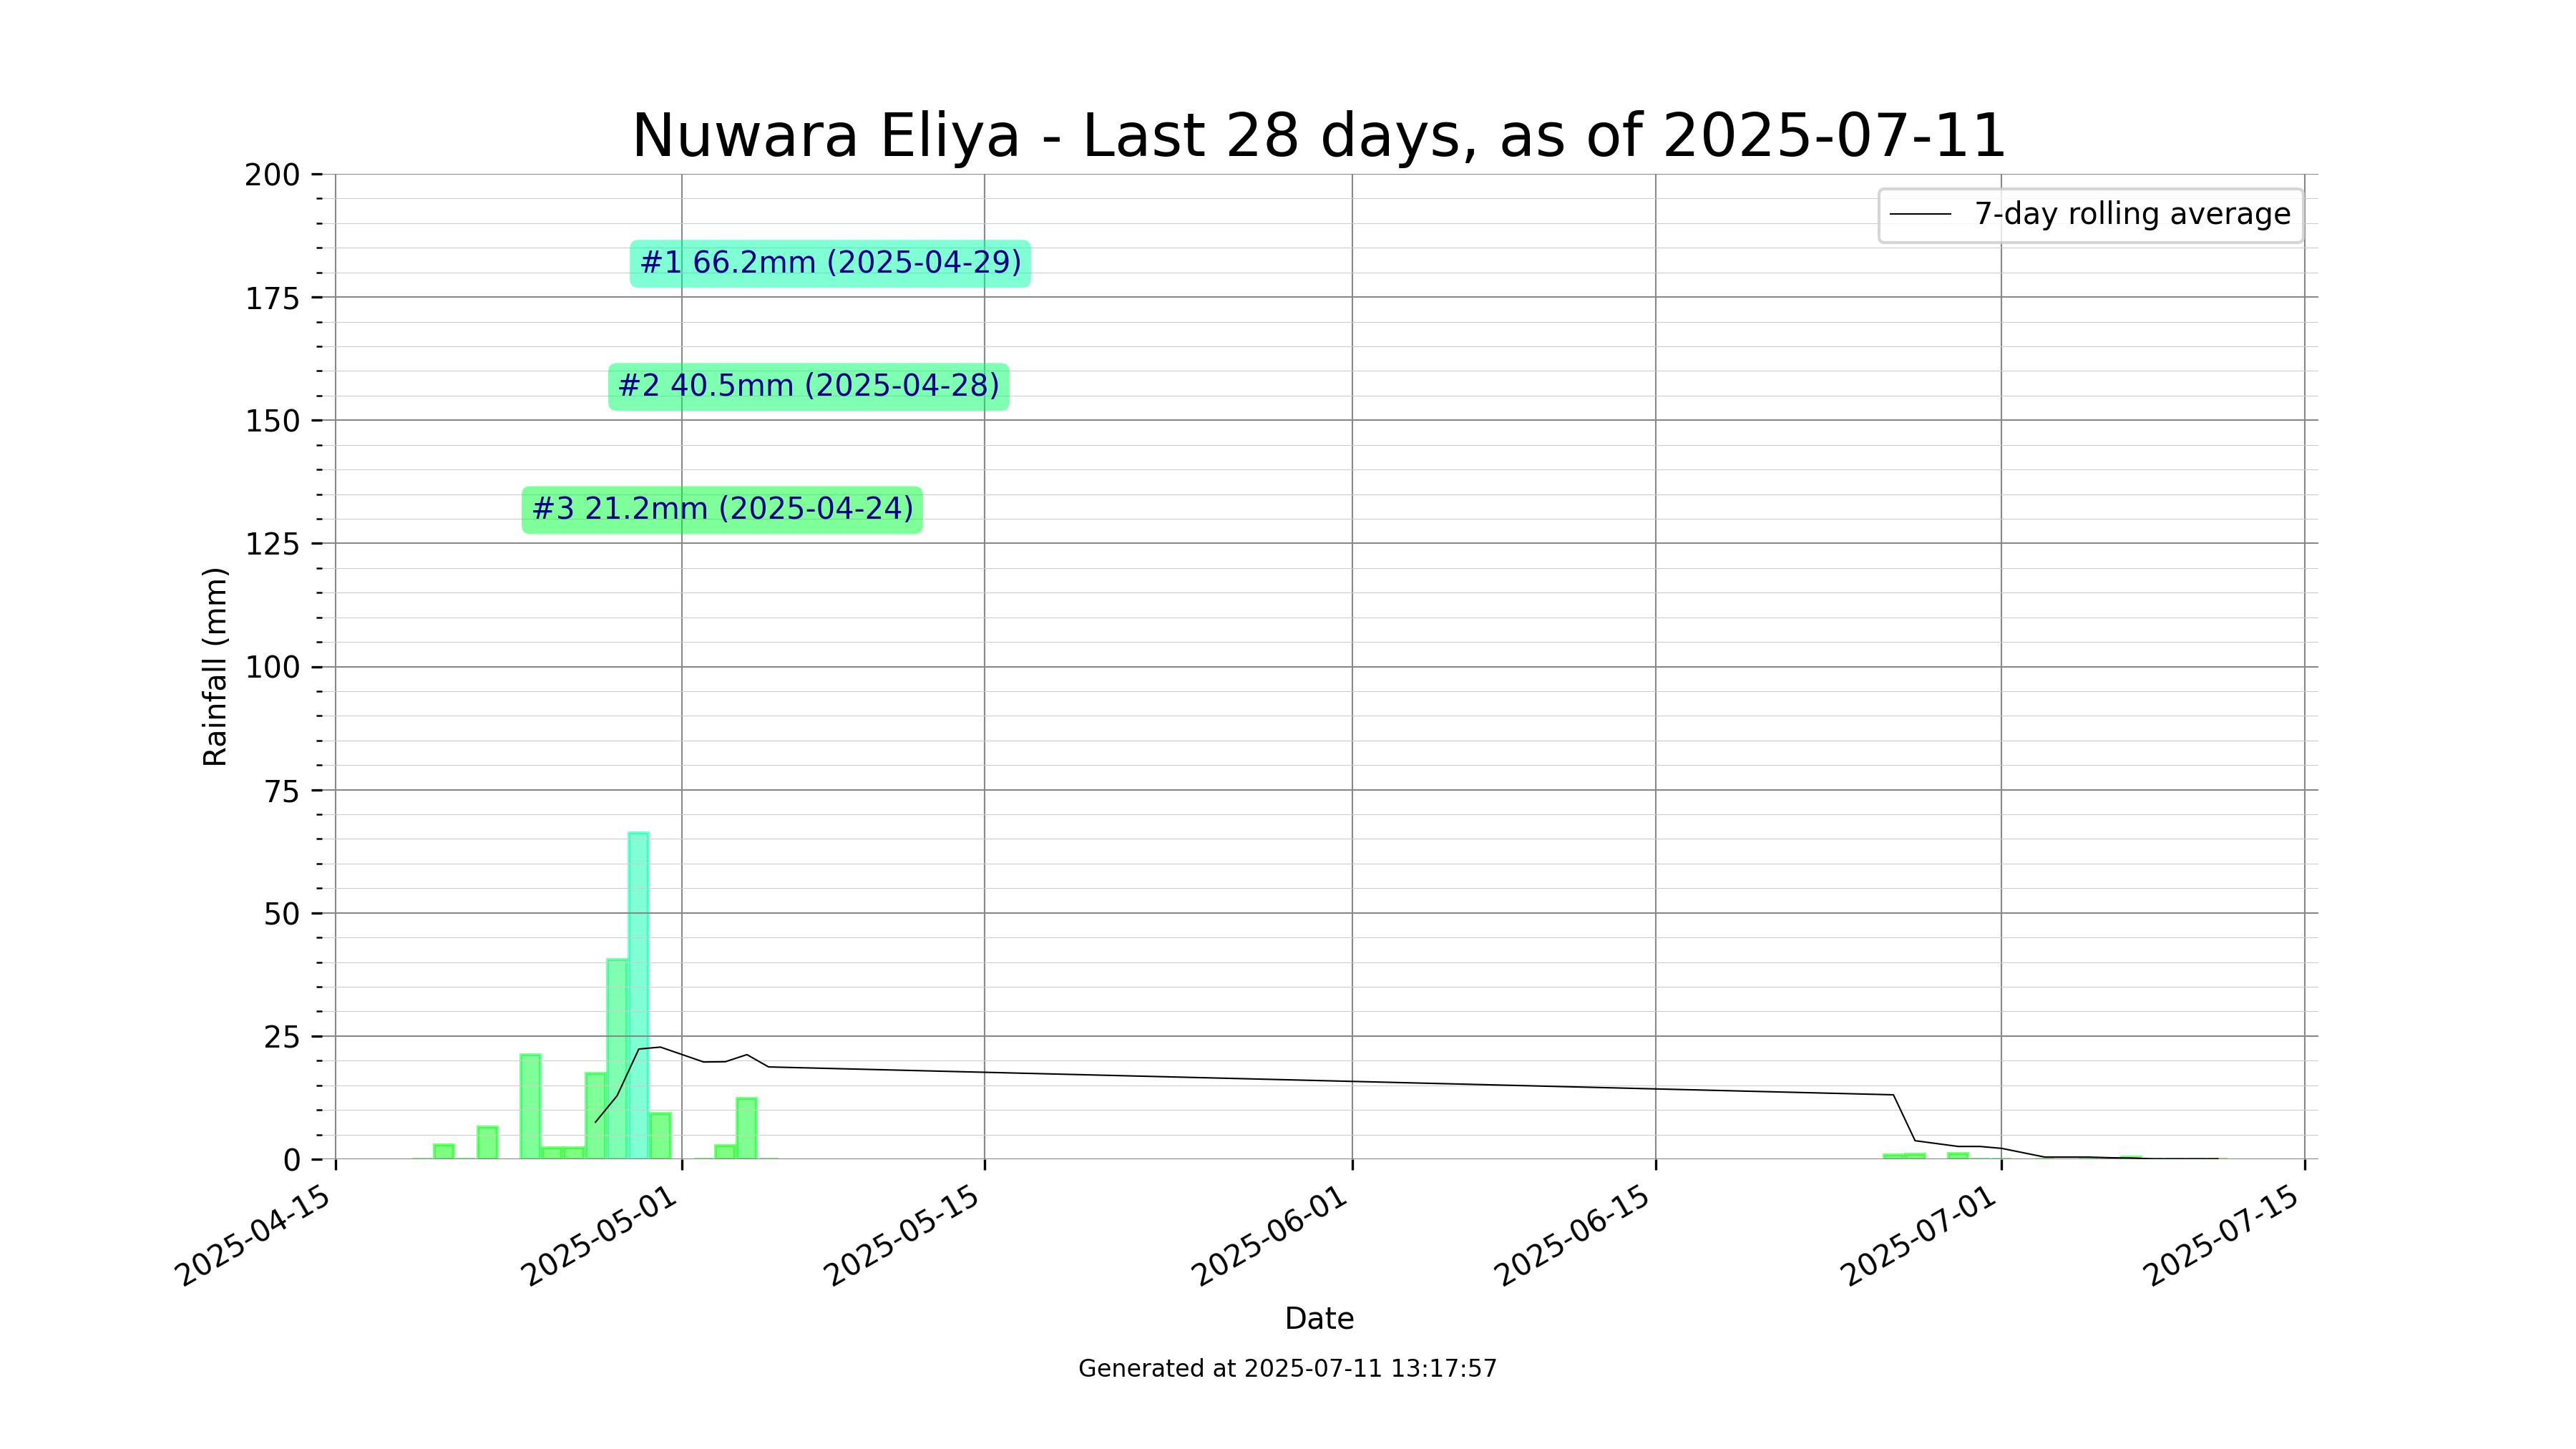 Nuwara Eliya - Last 28 days, as of 2025-07-11
200
175
150
125
100
75
50
25
0
Rainfall (mm)
7-day rolling average
#1 66.2mm (2025-04-29)
#2 40.5mm (2025-04-28)
#3 21.2mm (2025-04-24)
2025-04-15
2025-05-01
2025-05-15
2025-06-01
2025-06-15
2025-07-01
2025-07-15
Date
Generated at 2025-07-11 13:17:57